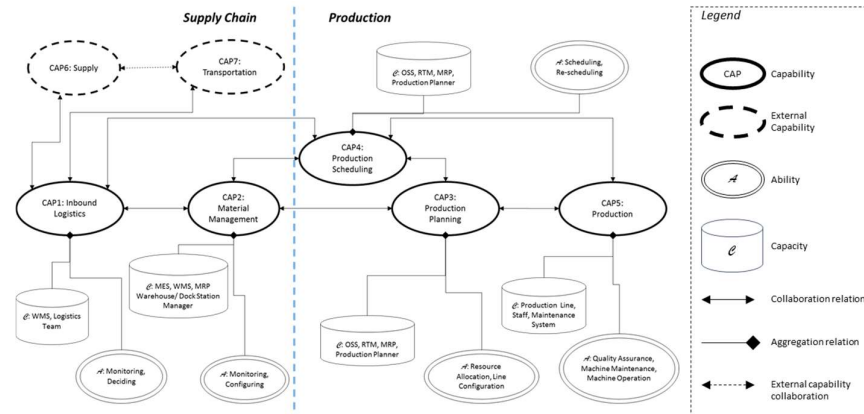 Supply Chain
Production
CAP6: Supply
CAP7:
Transportation
𝒞: OSS, RTM, MRP,
Production Planner
𝒜: Scheduling,
Re-scheduling
CAP4:
Production
Scheduling
CAP1: Inbound
Logistics
CAP2:
Material
Management
CAP3:
Production
Planning
CAP5:
Production
𝒞: WMS, Logistics
Team
𝒞: MES, WMS, MRP
Warehouse/ Dock Station
Manager
𝒞: OSS, RTM, MRP,
Production Planner
𝒞: Production Line,
Staff, Maintenance
System
𝒜: Monitoring,
Deciding
𝒜: Monitoring,
Configuring
𝒜: Resource
Allocation, Line
Configuration
𝒜: Quality Assurance,
Machine Maintenance,
Machine Operation
Legend
CAP
Capability
External
Capability
𝒜
Ability
𝒞
Capacity
Collaboration relation
Aggregation relation
External capability
collaboration